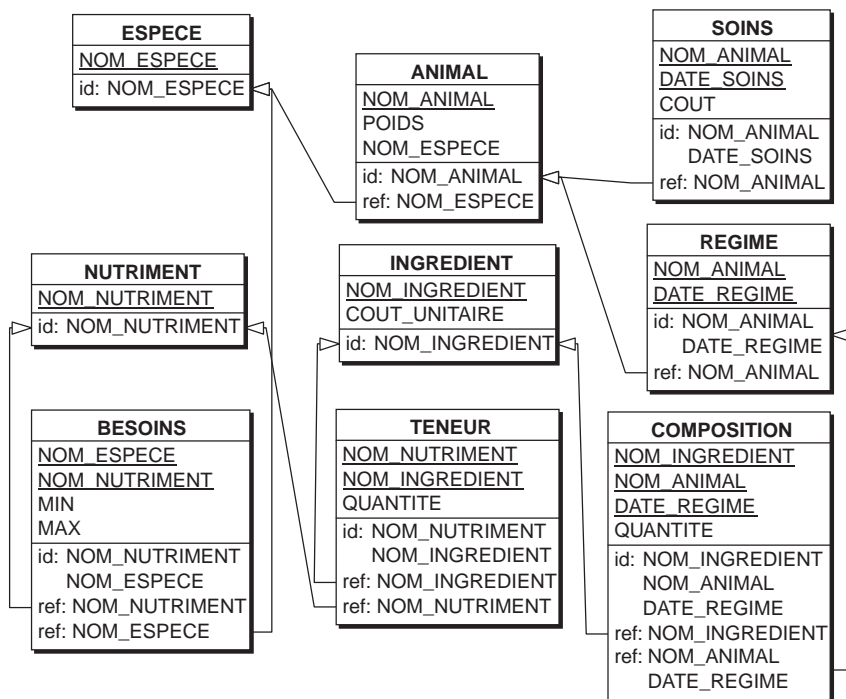 ESPECE
NOM_ESPECE
id: NOM_ESPECE
ANIMAL
NOM_ANIMAL
POIDS
NOM_ESPECE
id: NOM_ANIMAL
ref: NOM_ESPECE
SOINS
NOM_ANIMAL
DATE_SOINS
COUT
id: NOM_ANIMAL
DATE_SOINS
ref: NOM_ANIMAL
NUTRIMENT
NOM_NUTRIMENT
id: NOM_NUTRIMENT
INGREDIENT
NOM_INGREDIENT
COUT_UNITAIRE
id: NOM_INGREDIENT
REGIME
NOM_ANIMAL
DATE_REGIME
id: NOM_ANIMAL
DATE_REGIME
ref: NOM_ANIMAL
BESOINS
NOM_ESPECE
NOM_NUTRIMENT
MIN
MAX
id: NOM_NUTRIMENT
NOM_ESPECE
ref: NOM_NUTRIMENT
ref: NOM_ESPECE
TENEUR
NOM_NUTRIMENT
NOM_INGREDIENT
QUANTITE
id: NOM_NUTRIMENT
NOM_INGREDIENT
ref: NOM_INGREDIENT
ref: NOM_NUTRIMENT
COMPOSITION
NOM_INGREDIENT
NOM_ANIMAL
DATE_REGIME
QUANTITE
id: NOM_INGREDIENT
NOM_ANIMAL
DATE_REGIME
ref: NOM_INGREDIENT
ref: NOM_ANIMAL
DATE_REGIME